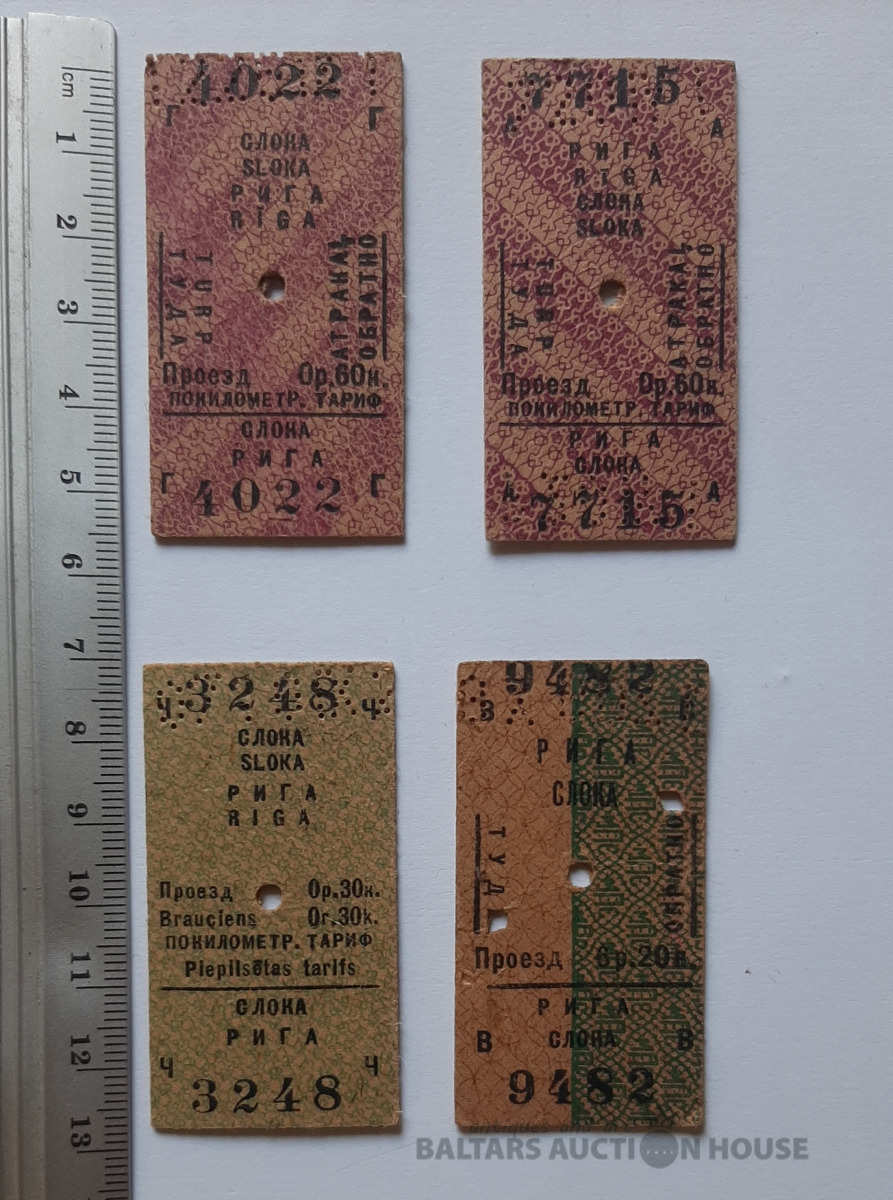 cm
1
2
3
4
5
6
7
8
9
10
11
12
13
4022
Г Г
СЛОКА
SLOKA
РИГА
RĪGA
TURP
ТУДА
ATPAKAĻ
ОБРАТНО
Проезд 0р.60к.
ПОКИЛОМЕТР. ТАРИФ
СЛОКА
РИГА
Г Г
4022
7715
А А
РИГА
RĪGA
СЛОКА
SLOKA
TURP
ТУДА
ATPAKAĻ
ОБРАТНО
Проезд 0р.60к.
ПОКИЛОМЕТР. ТАРИФ
РИГА
СЛОКА
А А
7715
3248
Ч Ч
СЛОКА
SLOKA
РИГА
RIGA
Проезд 0р.30к.
Brauciens 0r.30k.
ПОКИЛОМЕТР. ТАРИФ
Piepilsētas tarifs
СЛОКА
РИГА
Ч Ч
3248
9482
В
РИГА
СЛОКА
ТУДА
ОБРАТНО
Проезд 6р.20к.
РИГА
СЛОКА
В В
9482
BALTARS AUCTION HOUSE